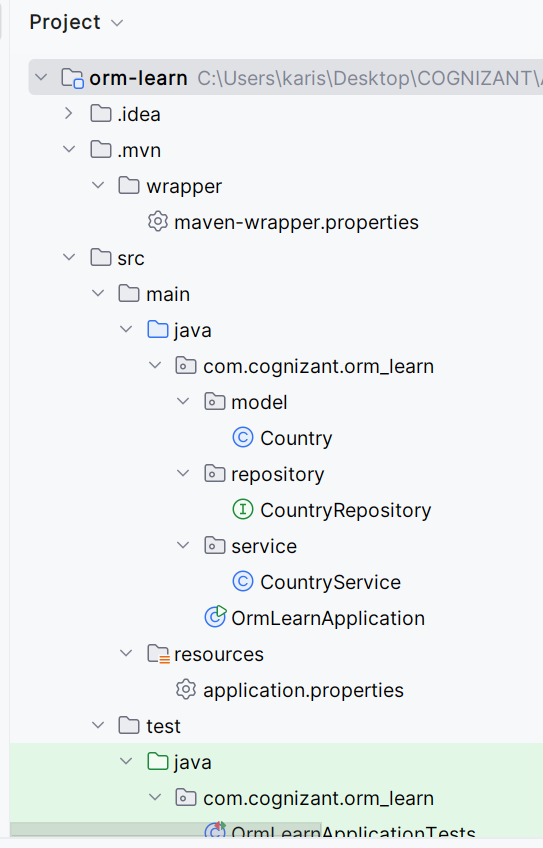 Project
orm-learn C:\Users\karis\Desktop\COGNIZANT\
.idea
.mvn
wrapper
maven-wrapper.properties
src
main
java
com.cognizant.orm_learn
model
C Country
repository
I CountryRepository
service
C CountryService
C OrmLearnApplication
resources
application.properties
test
java
com.cognizant.orm_learn
C OrmLearnApplicationTests